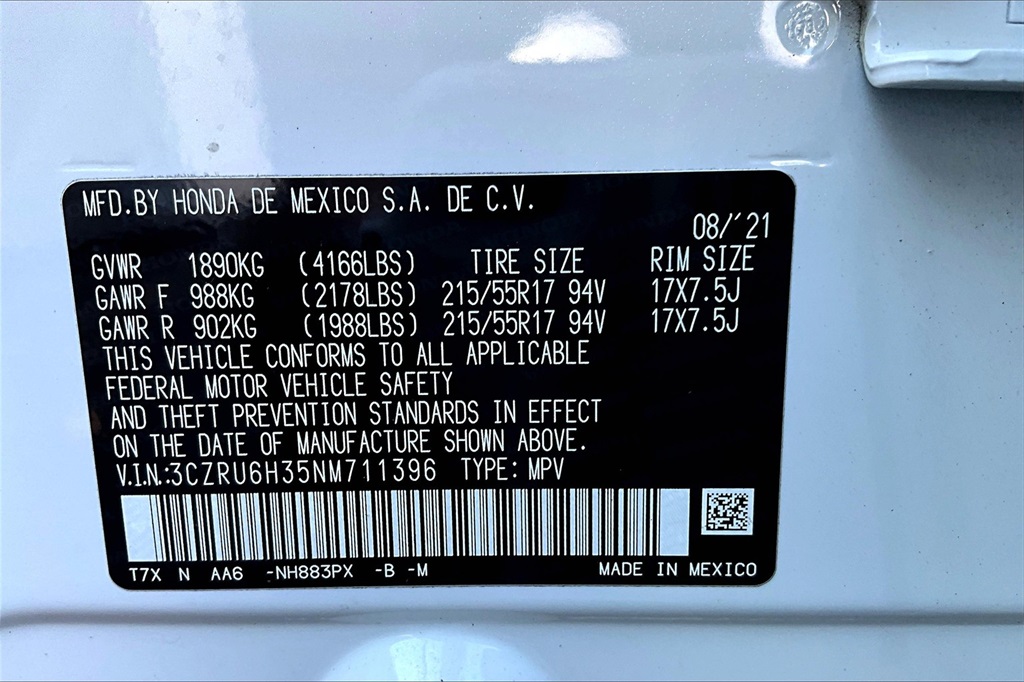 MFD.BY HONDA DE MEXICO S.A. DE C.V.
08/'21
GVWR 1890KG (4166LBS) TIRE SIZE RIM SIZE
GAWR F 988KG (2178LBS) 215/55R17 94V 17X7.5J
GAWR R 902KG (1988LBS) 215/55R17 94V 17X7.5J
THIS VEHICLE CONFORMS TO ALL APPLICABLE
FEDERAL MOTOR VEHICLE SAFETY
AND THEFT PREVENTION STANDARDS IN EFFECT
ON THE DATE OF MANUFACTURE SHOWN ABOVE.
V.I.N.:3CZRU6H35NM711396 TYPE: MPV
T7X N AA6 -NH883PX -B -M MADE IN MEXICO